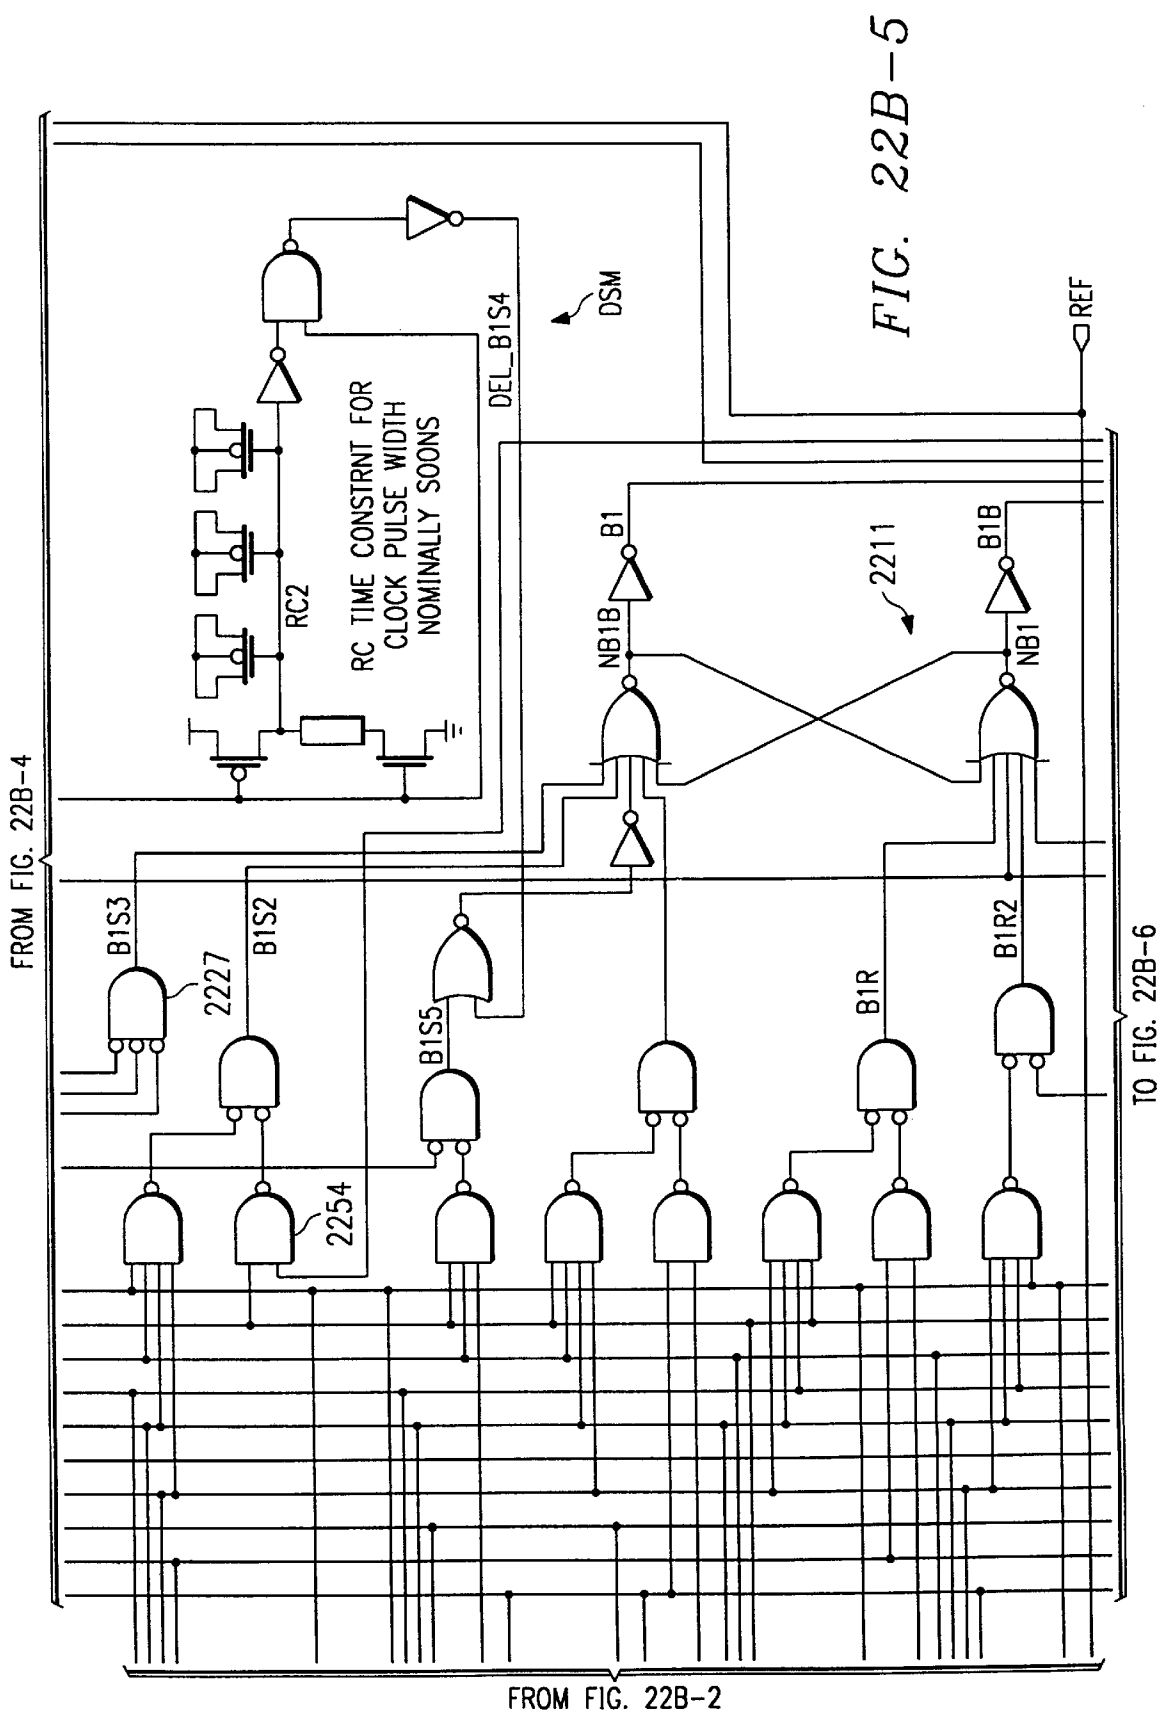 FROM FIG. 22B-4
FIG. 22B-5
B1S3
2227
B1S2
2254
B1S5
RC2
RC TIME CONSTRNT FOR
CLOCK PULSE WIDTH
NOMINALLY SOONS
DEL_B1S4
DSM
NB1B
B1
2211
B1R
B1R2
NB1
B1B
REF
TO FIG. 22B-6
FROM FIG. 22B-2